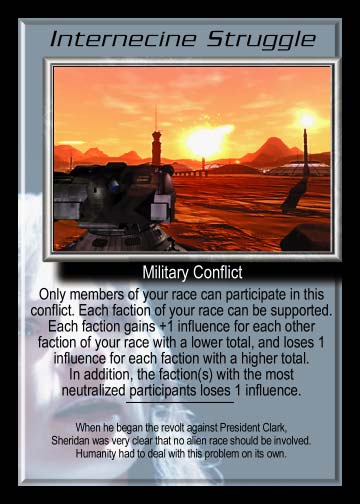 Internecine Struggle
Military Conflict
Only members of your race can participate in this
conflict. Each faction of your race can be supported.
Each faction gains +1 influence for each other
faction of your race with a lower total, and loses 1
influence for each faction with a higher total.
In addition, the faction(s) with the most
neutralized participants loses 1 influence.
When he began the revolt against President Clark,
Sheridan was very clear that no alien race should be involved.
Humanity had to deal with this problem on its own.